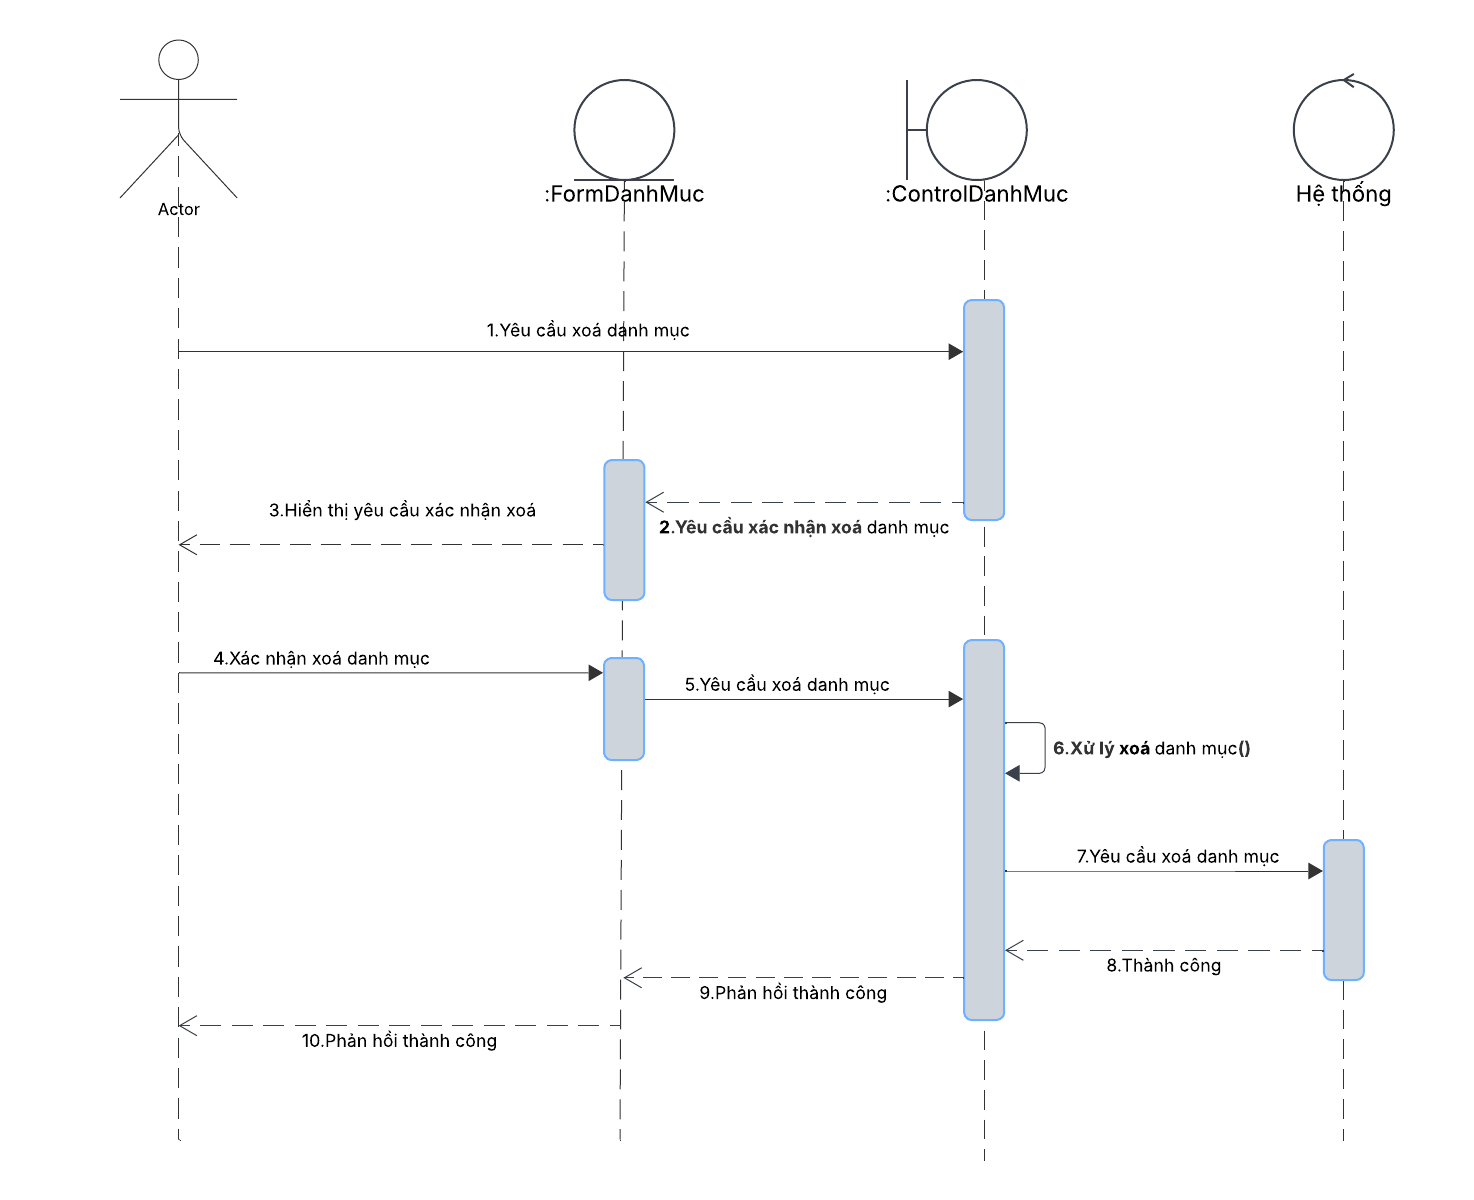 Actor
:FormDanhMuc
:ControlDanhMuc
Hệ thống
1.Yêu cầu xoá danh mục
2.Yêu cầu xác nhận xoá danh mục
3.Hiển thị yêu cầu xác nhận xoá
4.Xác nhận xoá danh mục
5.Yêu cầu xoá danh mục
6.Xử lý xoá danh mục()
7.Yêu cầu xoá danh mục
8.Thành công
9.Phản hồi thành công
10.Phản hồi thành công